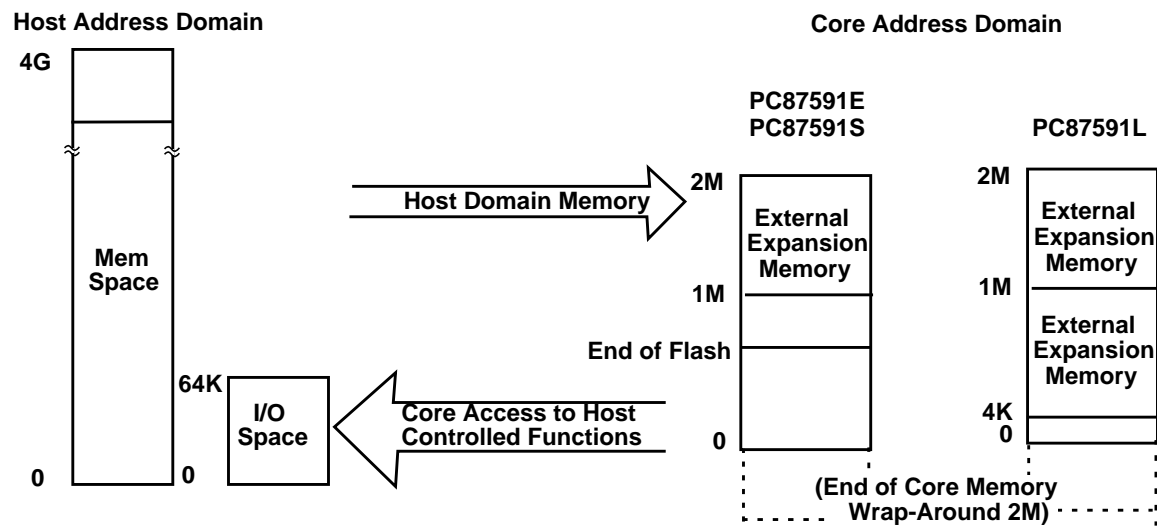 Host Address Domain
Core Address Domain
4G
PC87591E
PC87591S
PC87591L
Mem
Space
0
64K
I/O
Space
0
Host Domain Memory
Core Access to Host
Controlled Functions
2M
External
Expansion
Memory
1M
End of Flash
0
2M
External
Expansion
Memory
1M
External
Expansion
Memory
4K
0
(End of Core Memory
Wrap-Around 2M)